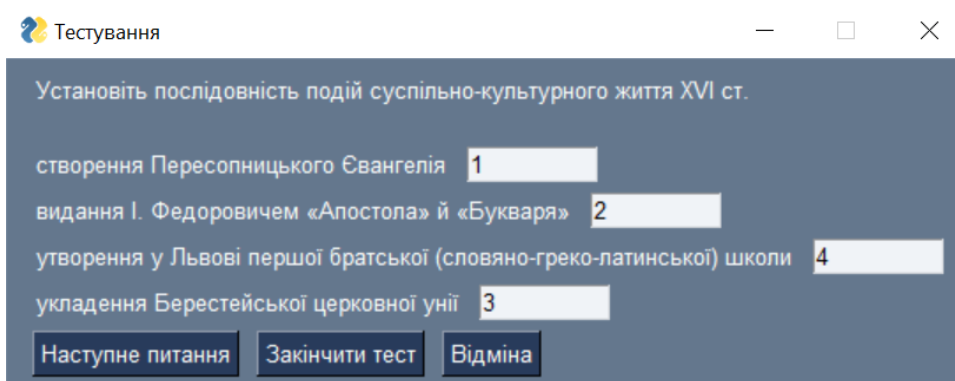 Тестування
Установіть послідовність подій суспільно-культурного життя XVI ст.
створення Пересопницького Євангелія 1
видання І. Федоровичем «Апостола» й «Букваря» 2
утворення у Львові першої братської (словяно-греко-латинської) школи 4
укладення Берестейської церковної унії 3
Наступне питання Закінчити тест Відміна